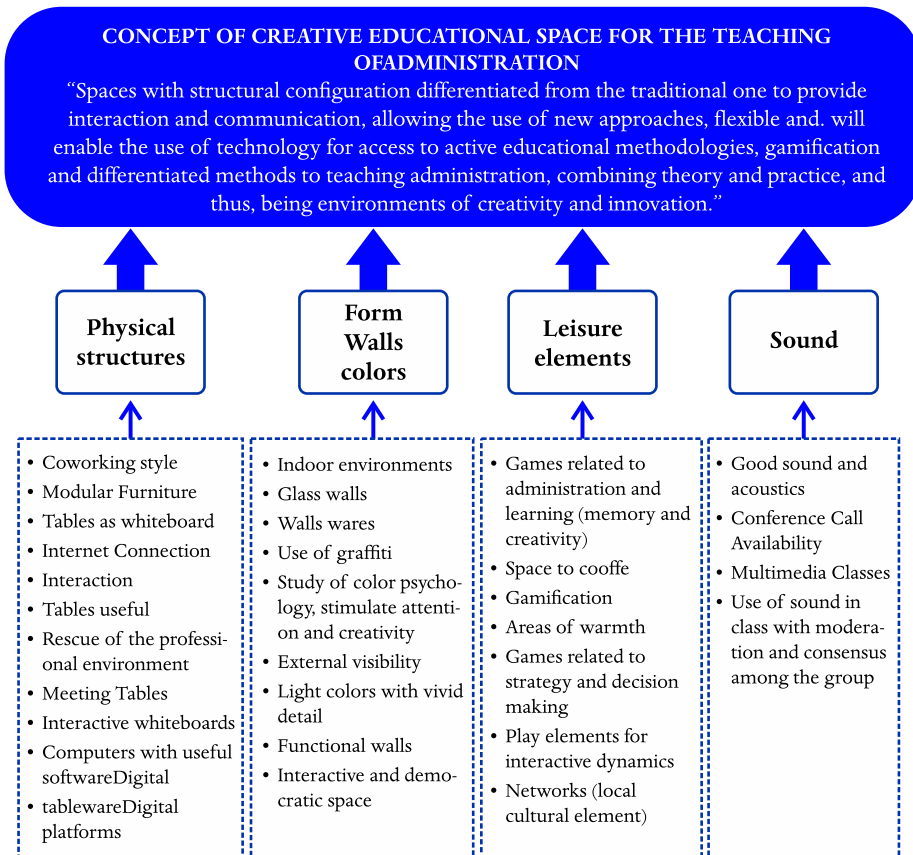 CONCEPT OF CREATIVE EDUCATIONAL SPACE FOR THE TEACHING
OFADMINISTRATION
“Spaces with structural configuration differentiated from the traditional one to provide
interaction and communication, allowing the use of new approaches, flexible and. will
enable the use of technology for access to active educational methodologies, gamification
and differentiated methods to teaching administration, combining theory and practice, and
thus, being environments of creativity and innovation.”
Physical
structures
Form
Walls
colors
Leisure
elements
Sound
• Coworking style
• Modular Furniture
• Tables as whiteboard
• Internet Connection
• Interaction
• Tables useful
• Rescue of the professi-
onal environment
• Meeting Tables
• Interactive whiteboards
• Computers with useful
softwareDigital
• tablewareDigital
platforms
• Indoor environments
• Glass walls
• Walls wares
• Use of graffiti
• Study of color psycho-
logy, stimulate attenti-
on and creativity
• External visibility
• Light colors with vivid
detail
• Functional walls
• Interactive and demo-
cratic space
• Games related to
administration and
learning (memory and
creativity)
• Space to cooffe
• Gamification
• Areas of warmth
• Games related to
strategy and decision
making
• Play elements for
interactive dynamics
• Networks (local
cultural element)
• Good sound and
acoustics
• Conference Call
Availability
• Multimedia Classes
• Use of sound in
class with modera-
tion and consensus
among the group